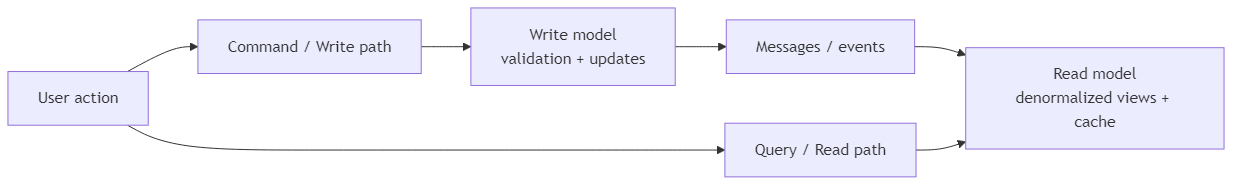 User action
Command / Write path
Write model
validation + updates
Messages / events
Query / Read path
Read model
denormalized views +
cache